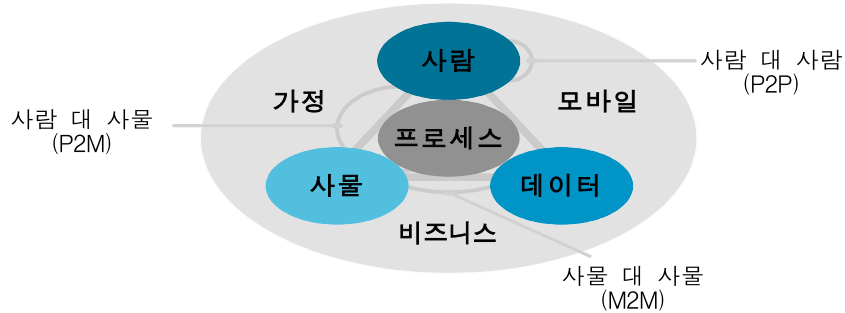 사람
사람 대 사람
(P2P)
가정
모바일
사람 대 사물
(P2M)
프로세스
사물
데이터
비즈니스
사물 대 사물
(M2M)